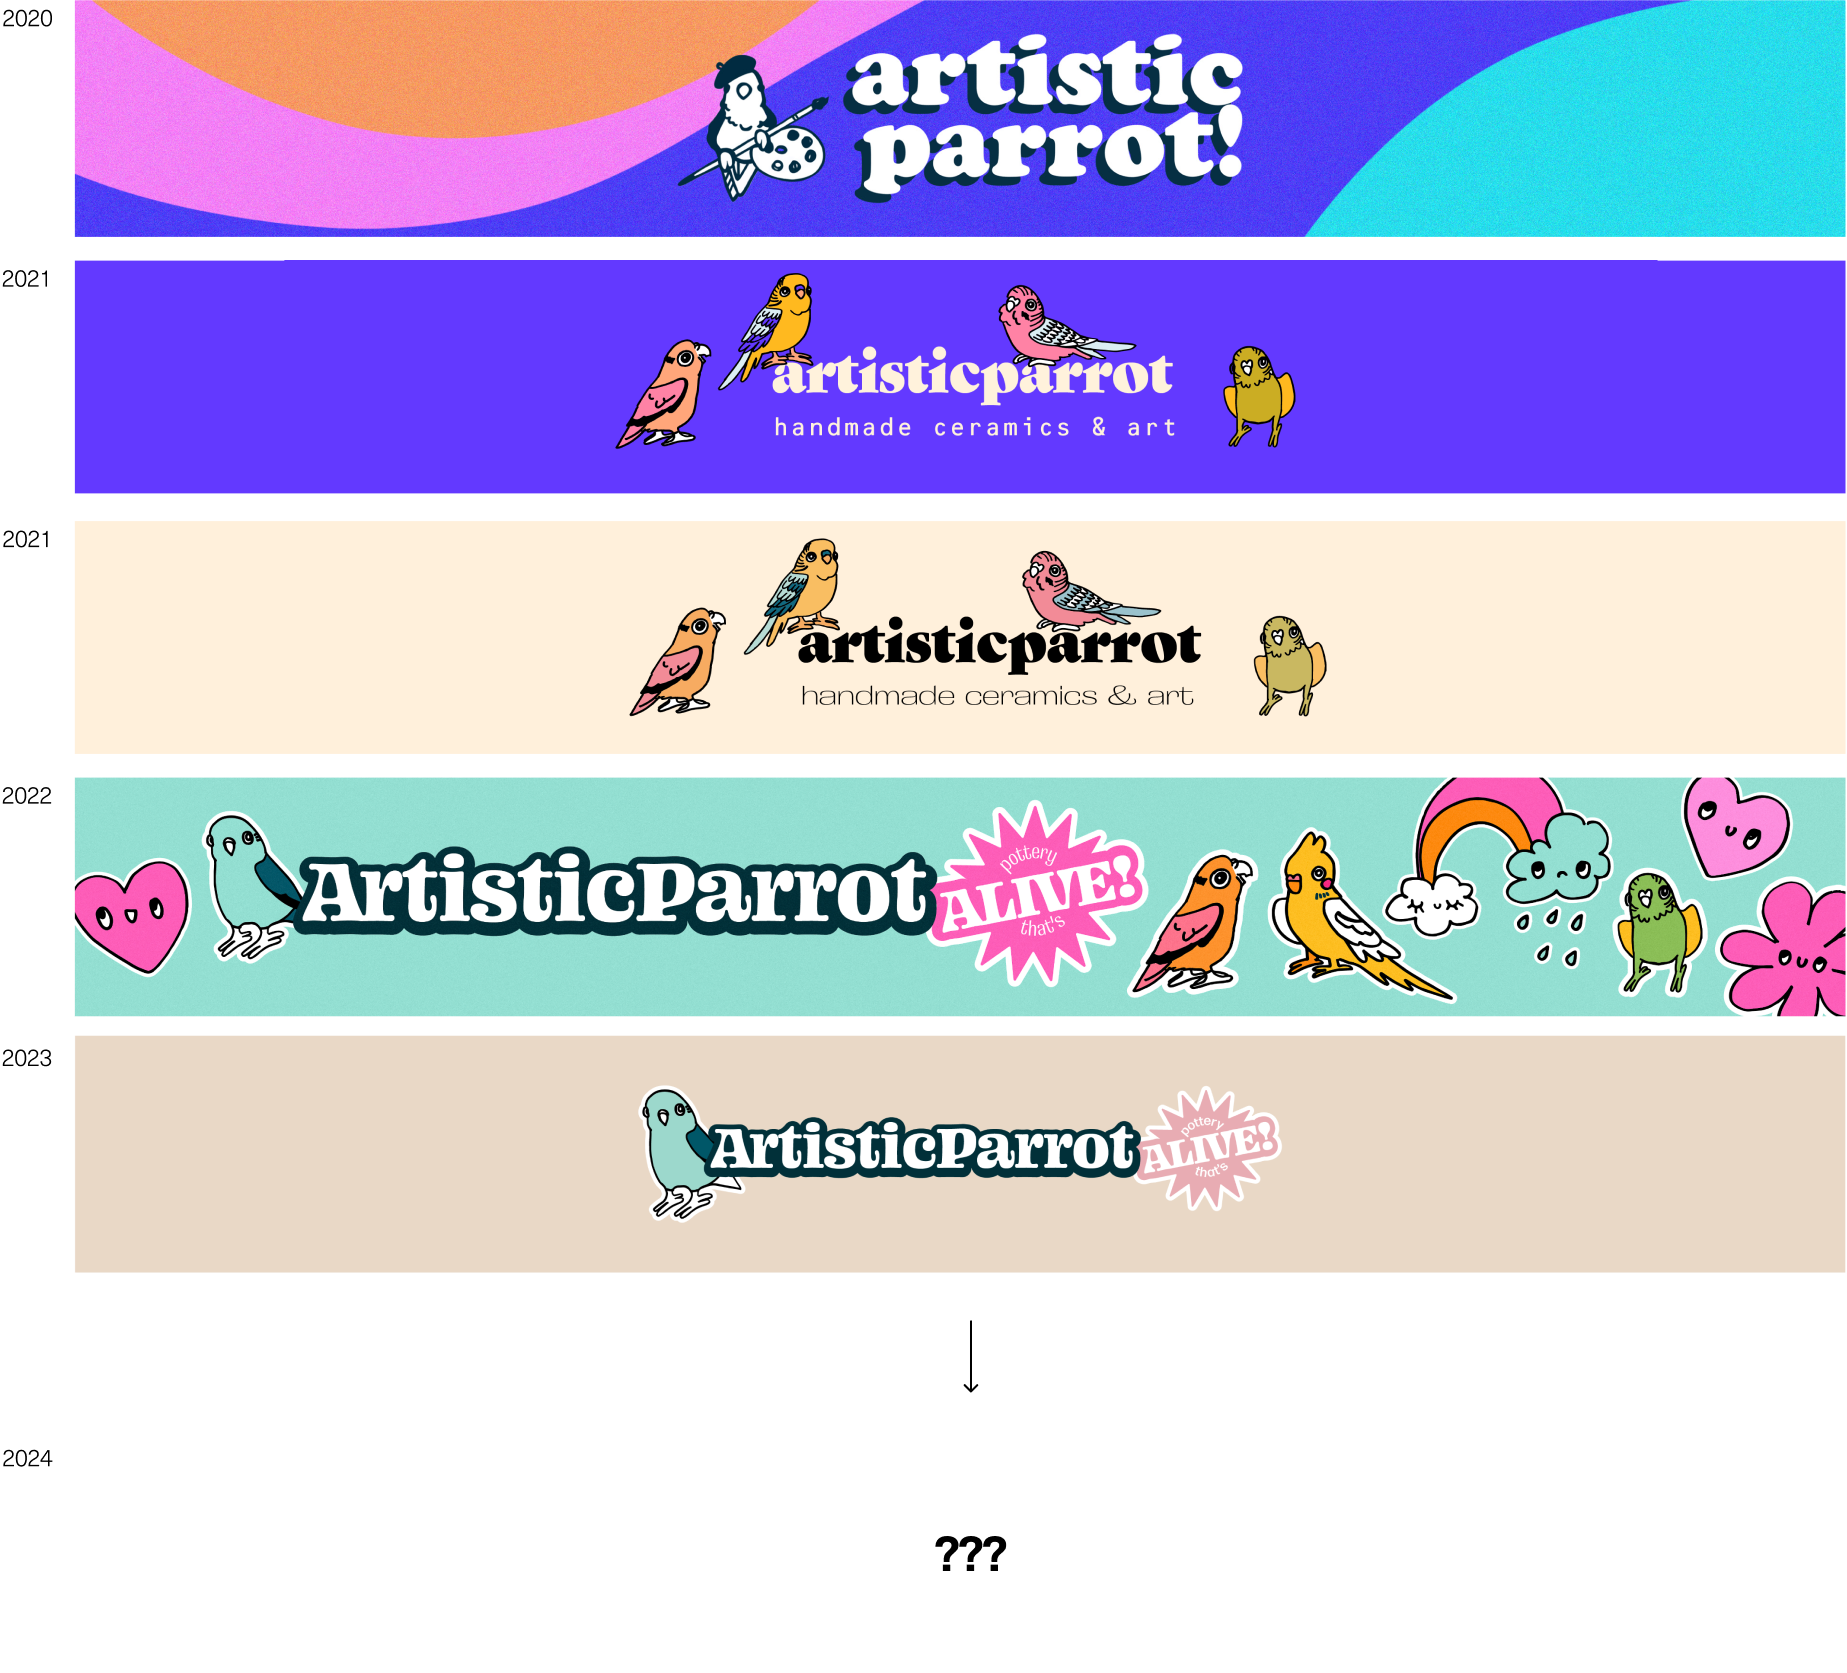 2020
artistic
parrot!
2021
artisticparrot
handmade ceramics & art
2021
artisticparrot
handmade ceramics & art
2022
ArtisticParrot
pottery
ALIVE!
that's
2023
ArtisticParrot
pottery
ALIVE!
that's
2024
???